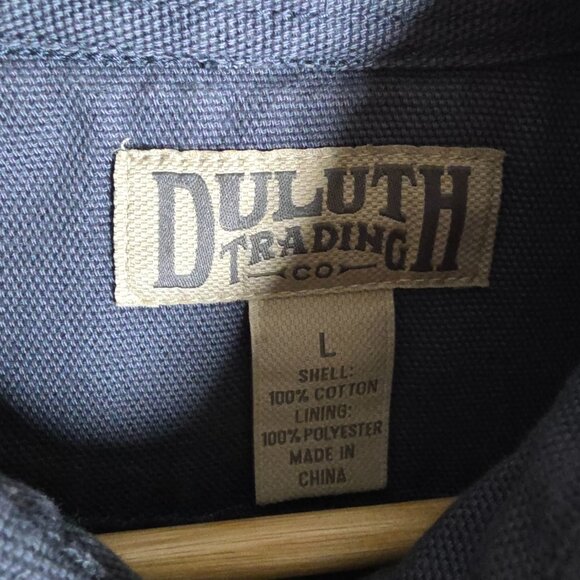 DULUTH
TRADING
CO
L
SHELL:
100% COTTON
LINING:
100% POLYESTER
MADE IN
CHINA